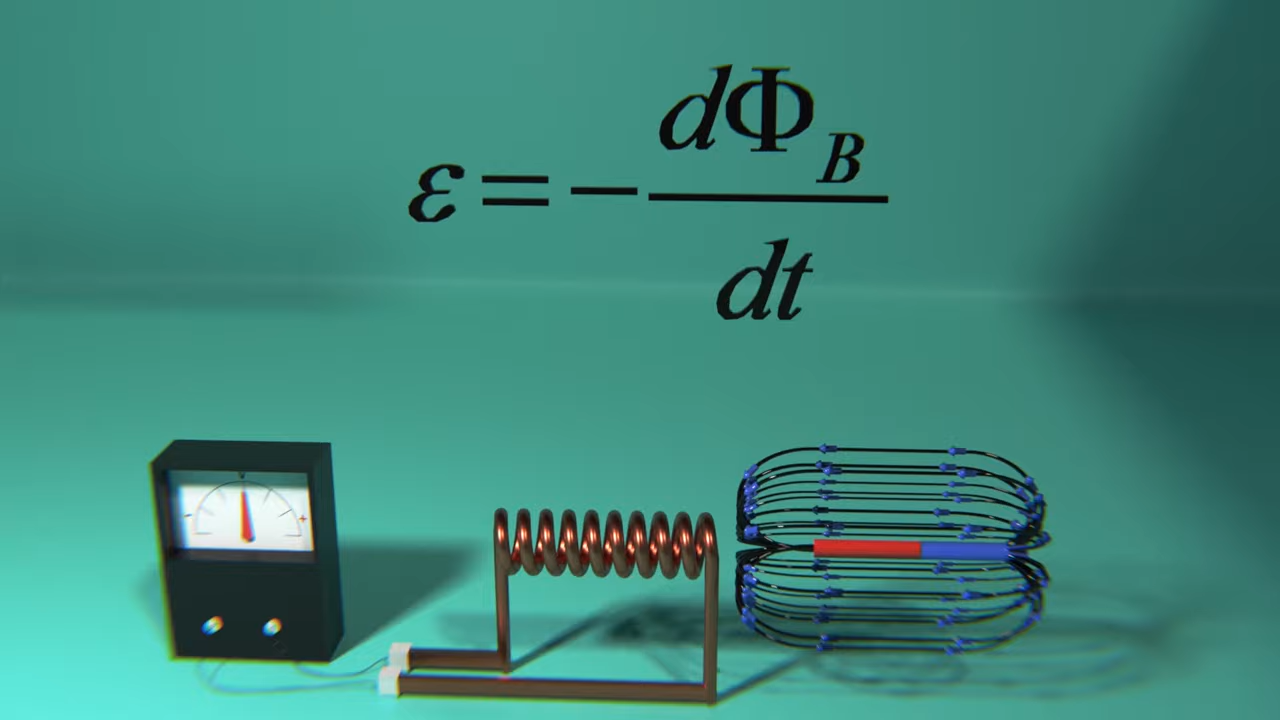 ε = - dΦ_B
dt
V
- +